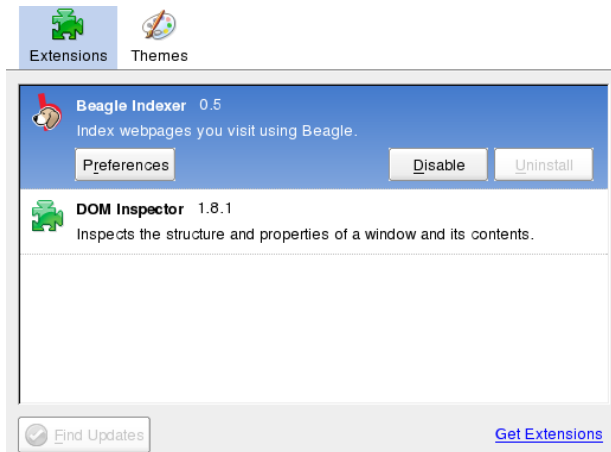 Extensions Themes
Beagle Indexer 0.5
Index webpages you visit using Beagle.
Preferences Disable Uninstall
DOM Inspector 1.8.1
Inspects the structure and properties of a window and its contents.
Find Updates Get Extensions